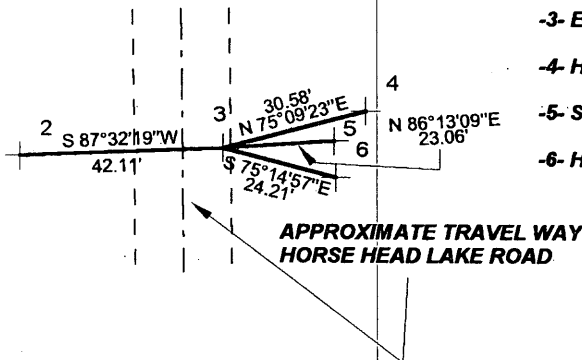 -3- E
4
-4- H
30.58'
N 75°09'23"E
3
5
N 86°13'09"E
23.06'
-5- S
2
S 87°32'19"W
42.11'
6
-6- H
S 75°14'57"E
24.21'
APPROXIMATE TRAVEL WAY
HORSE HEAD LAKE ROAD